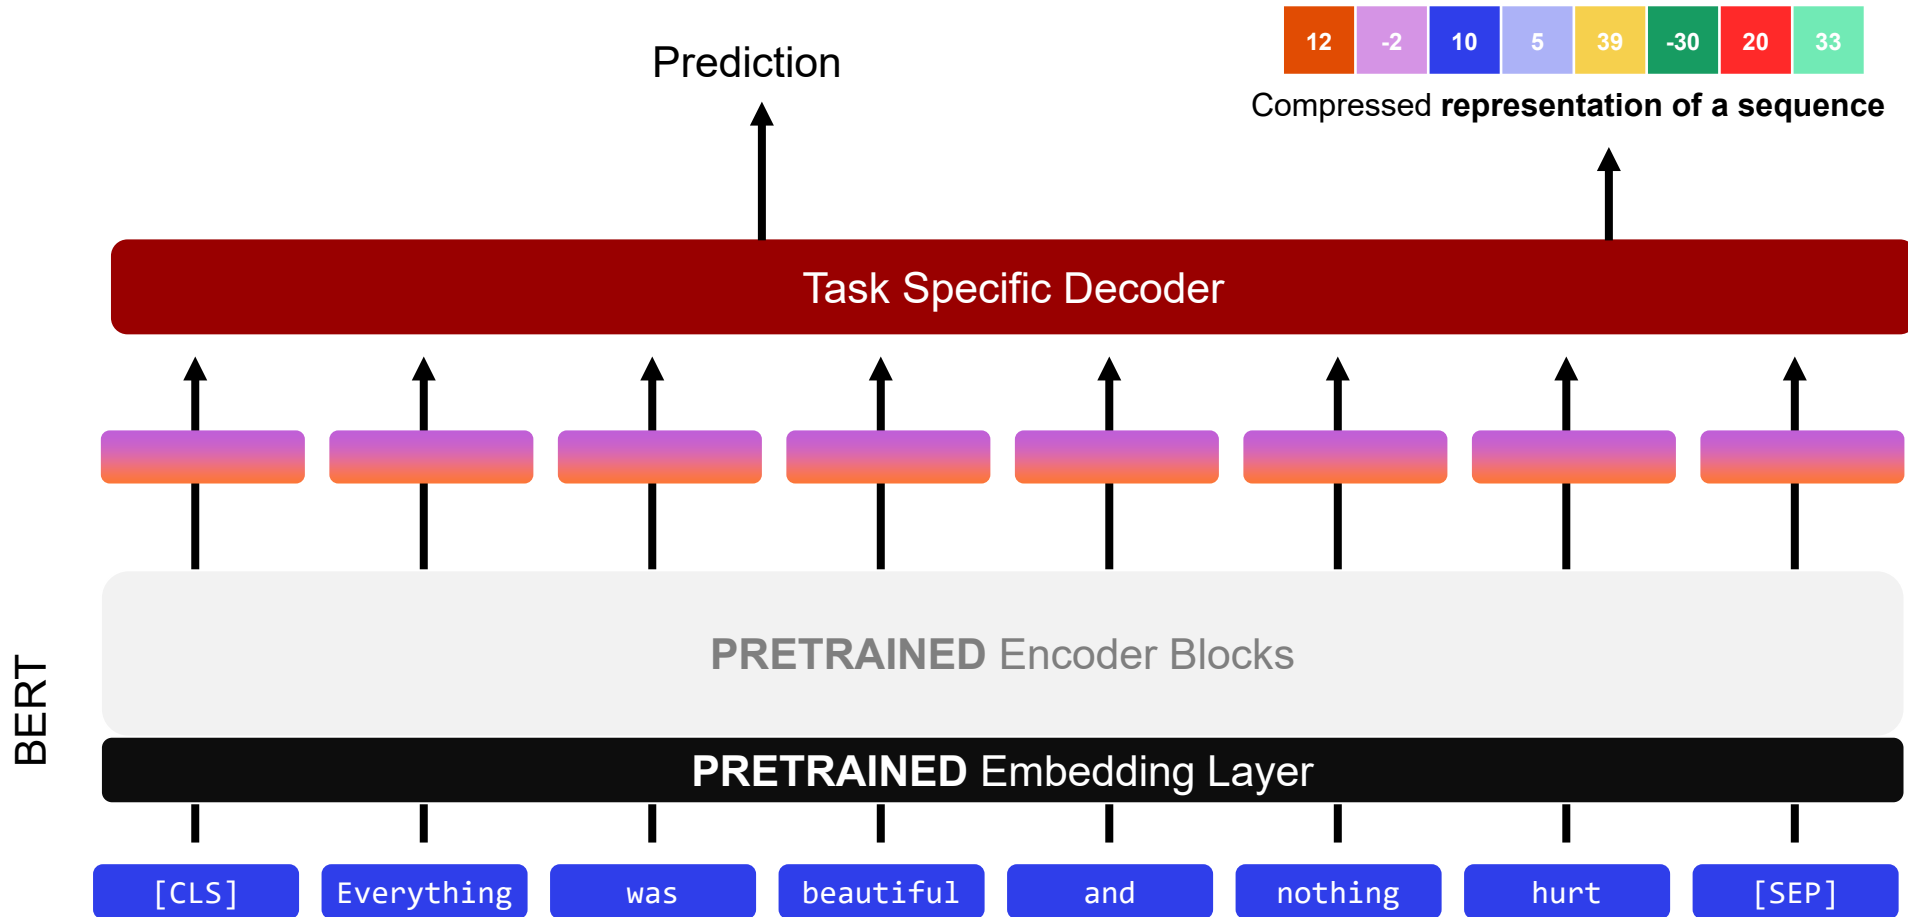 12 -2 10 5 39 -30 20 33
Prediction
Compressed representation of a sequence
Task Specific Decoder
PRETRAINED Encoder Blocks
BERT
PRETRAINED Embedding Layer
[CLS] Everything was beautiful and nothing hurt [SEP]